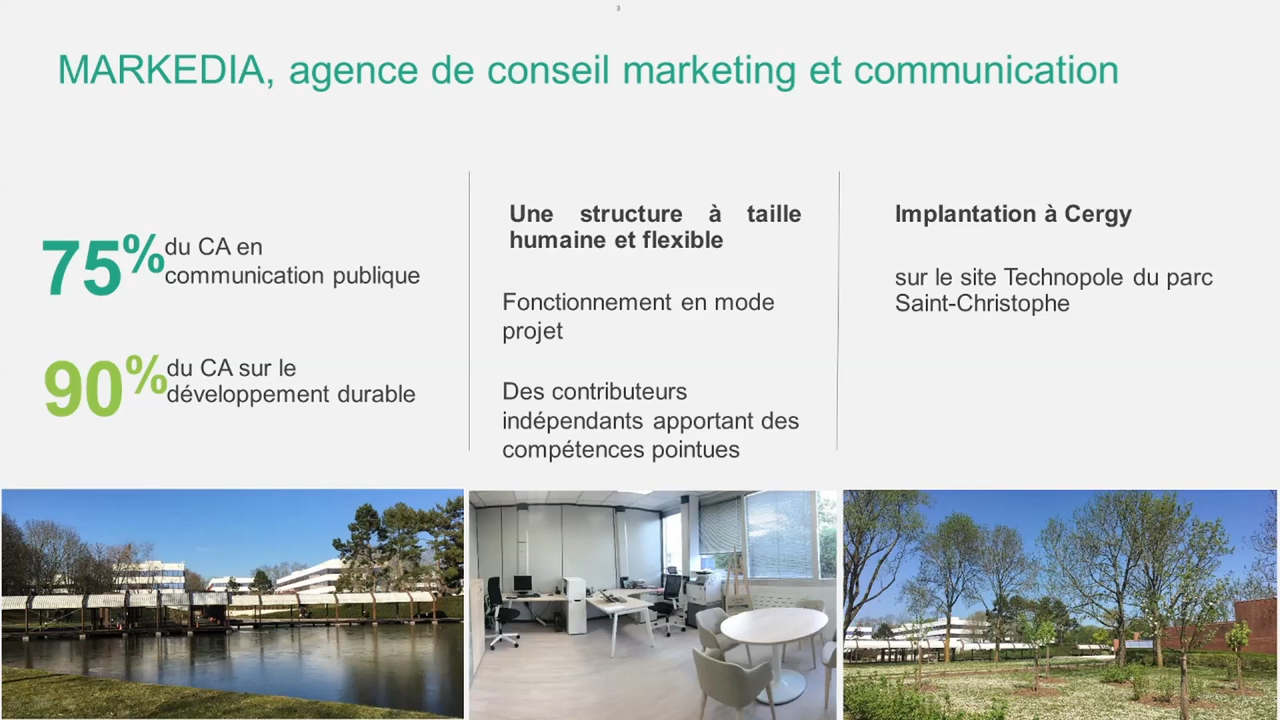 3
MARKEDIA, agence de conseil marketing et communication
75%
du CA en
communication publique
90%
du CA sur le
développement durable
Une structure à taille
humaine et flexible
Fonctionnement en mode
projet
Des contributeurs
indépendants apportant des
compétences pointues
Implantation à Cergy
sur le site Technopole du parc
Saint-Christophe